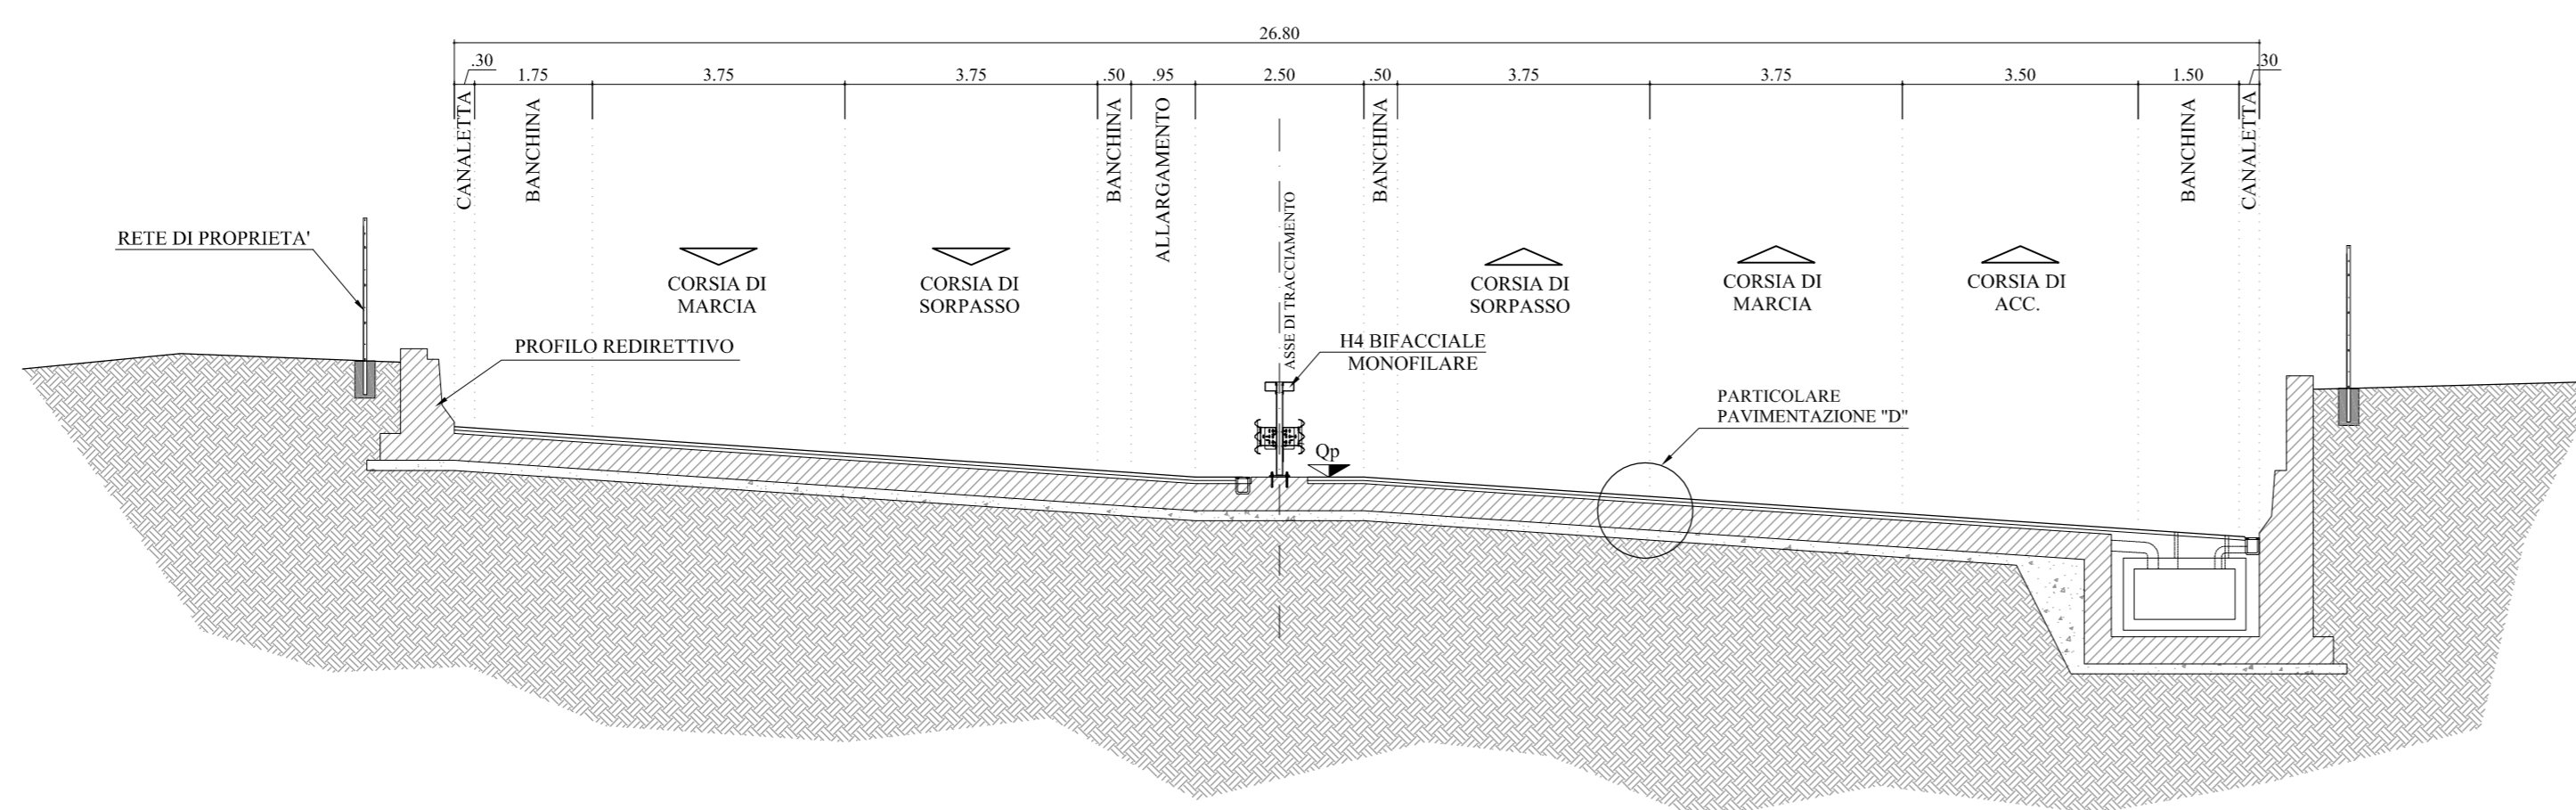 26.80
.30
1.75
3.75
3.75
.50
.95
2.50
.50
3.75
3.75
3.50
1.50
.30
CANALETTA
BANCHINA
BANCHINA
ALLARGAMENTO
ASSE DI TRACCIAMENTO
BANCHINA
BANCHINA
CANALETTA
RETE DI PROPRIETA'
CORSIA DI
MARCIA
CORSIA DI
SORPASSO
CORSIA DI
SORPASSO
CORSIA DI
MARCIA
CORSIA DI
ACC.
PROFILO REDIRETTIVO
H4 BIFACCIALE
MONOFILARE
PARTICOLARE
PAVIMENTAZIONE "D"
Qp